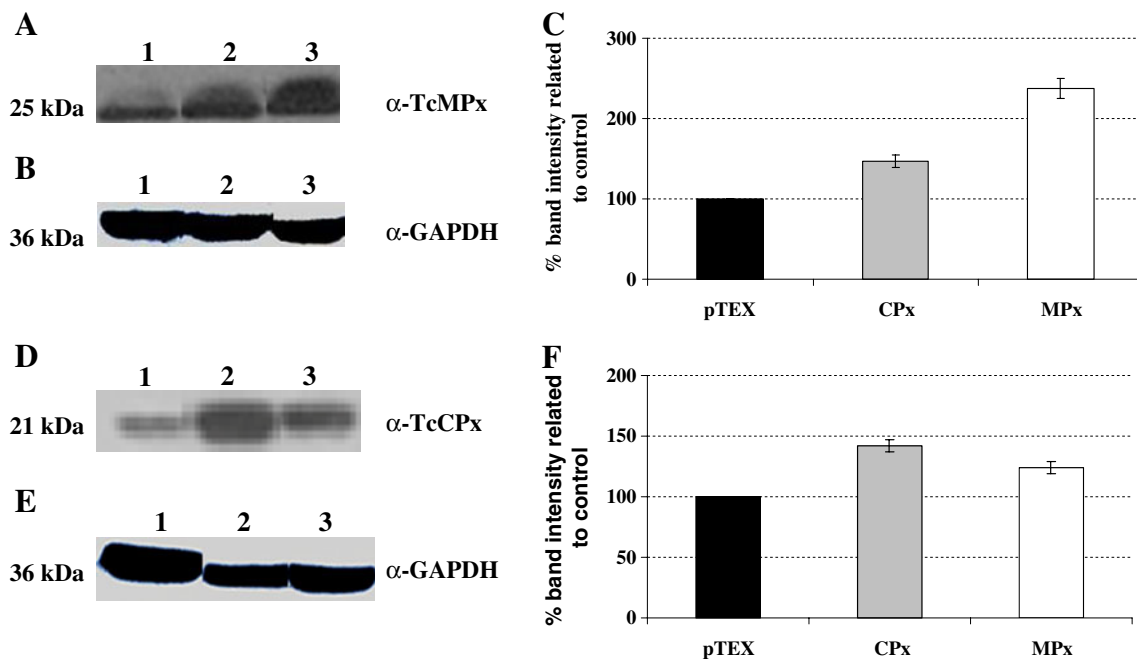 A
1 2 3
25 kDa
α-TcMPx
B
1 2 3
36 kDa
α-GAPDH
C
% band intensity related
to control
300
200
100
0
pTEX CPx MPx
D
1 2 3
21 kDa
α-TcCPx
E
1 2 3
36 kDa
α-GAPDH
F
% band intensity related
to control
200
150
100
50
0
pTEX CPx MPx